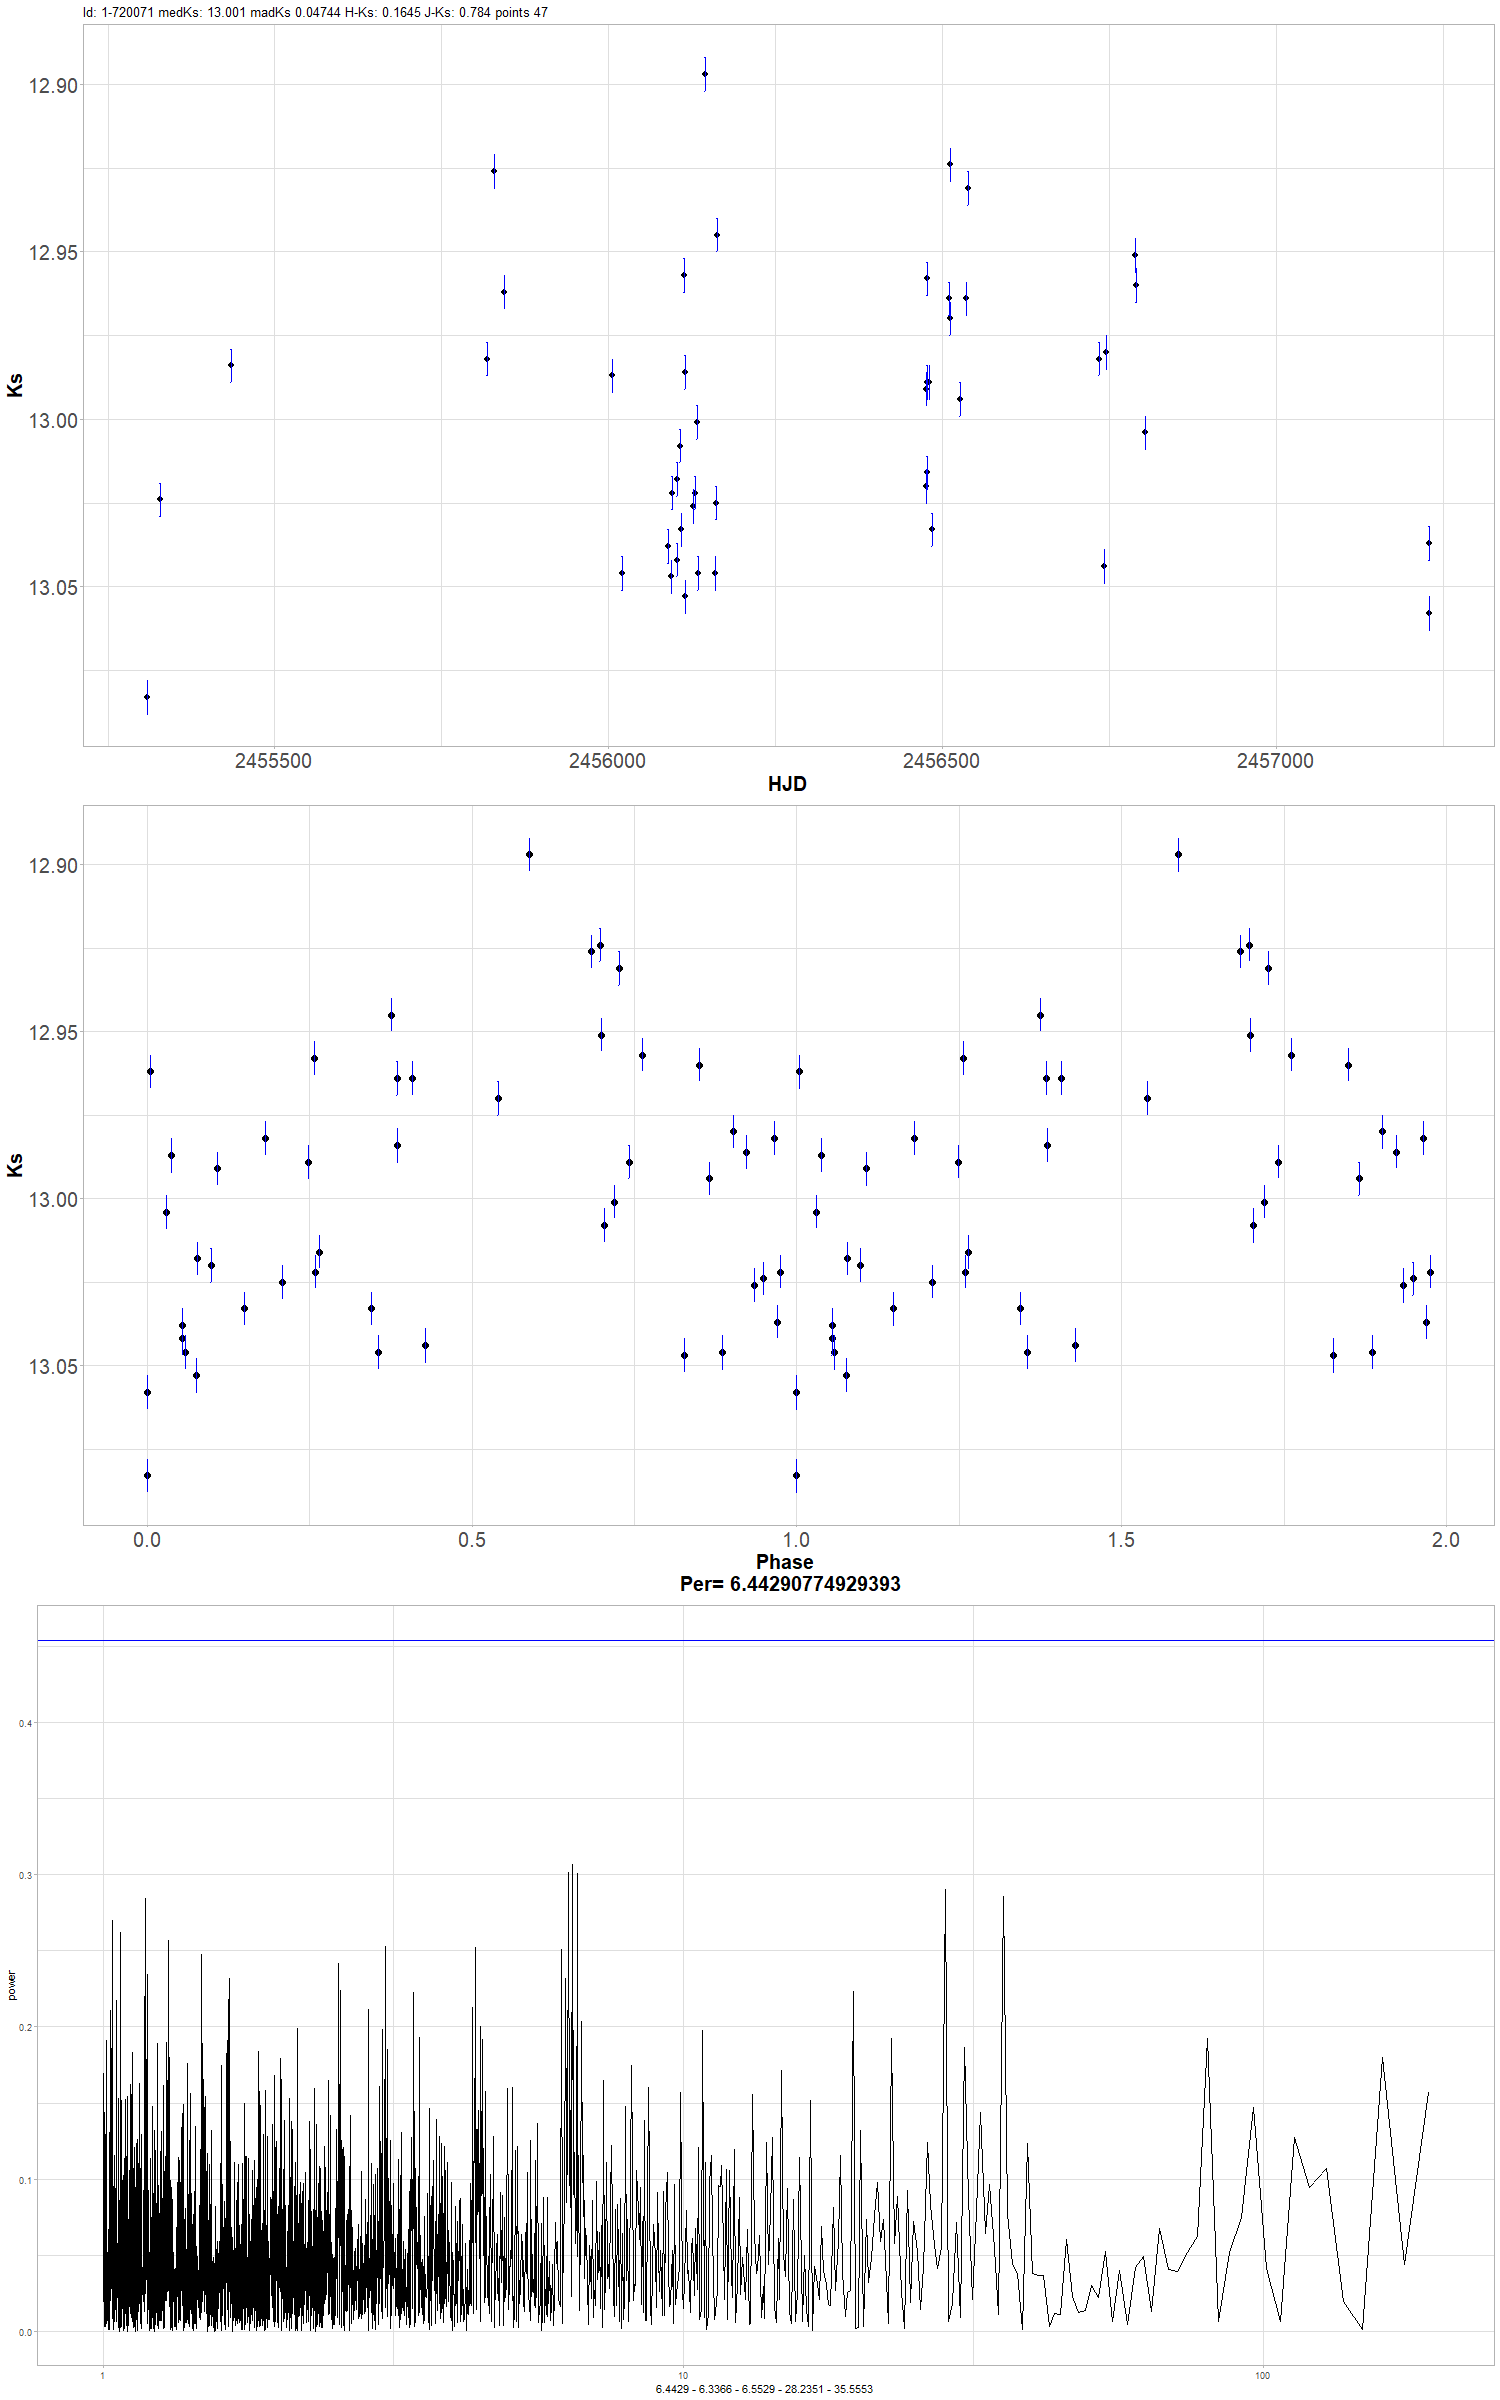 Id: 1-720071 medKs: 13.001 madKs 0.04744 H-Ks: 0.1645 J-Ks: 0.784 points 47
12.90
12.95
13.00
13.05
Ks
2455500 2456000 2456500 2457000
HJD
12.90
12.95
13.00
13.05
Ks
0.0 0.5 1.0 1.5 2.0
Phase
Per= 6.44290774929393
0.4
0.3
0.2
0.1
0.0
power
1 10 100
6.4429 - 6.3366 - 6.5529 - 28.2351 - 35.5553